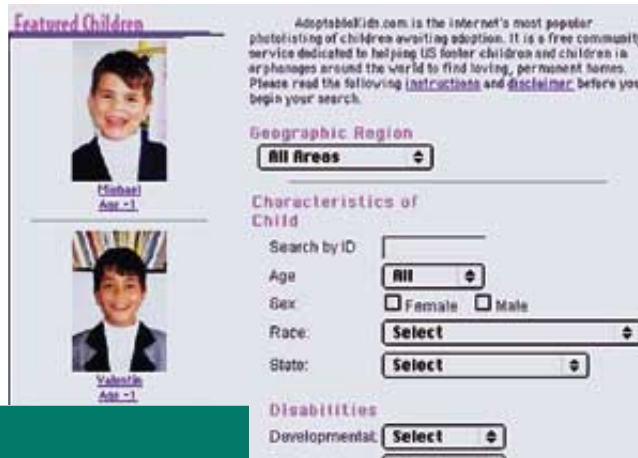 Featured Children
Michael
Age -1
Valentin
Age -1
AdoptableKids.com is the internet's most popular
photolisting of children awaiting adoption. It is a free community
service dedicated to helping US foster children and children in
orphanages around the world to find loving, permanent homes.
Please read the following instructions and disclaimer before you
begin your search.
Geographic Region
All Areas
Characteristics of
Child
Search by ID
Age All
Sex Female Male
Race: Select
State: Select
Disabilities
Developmental: Select